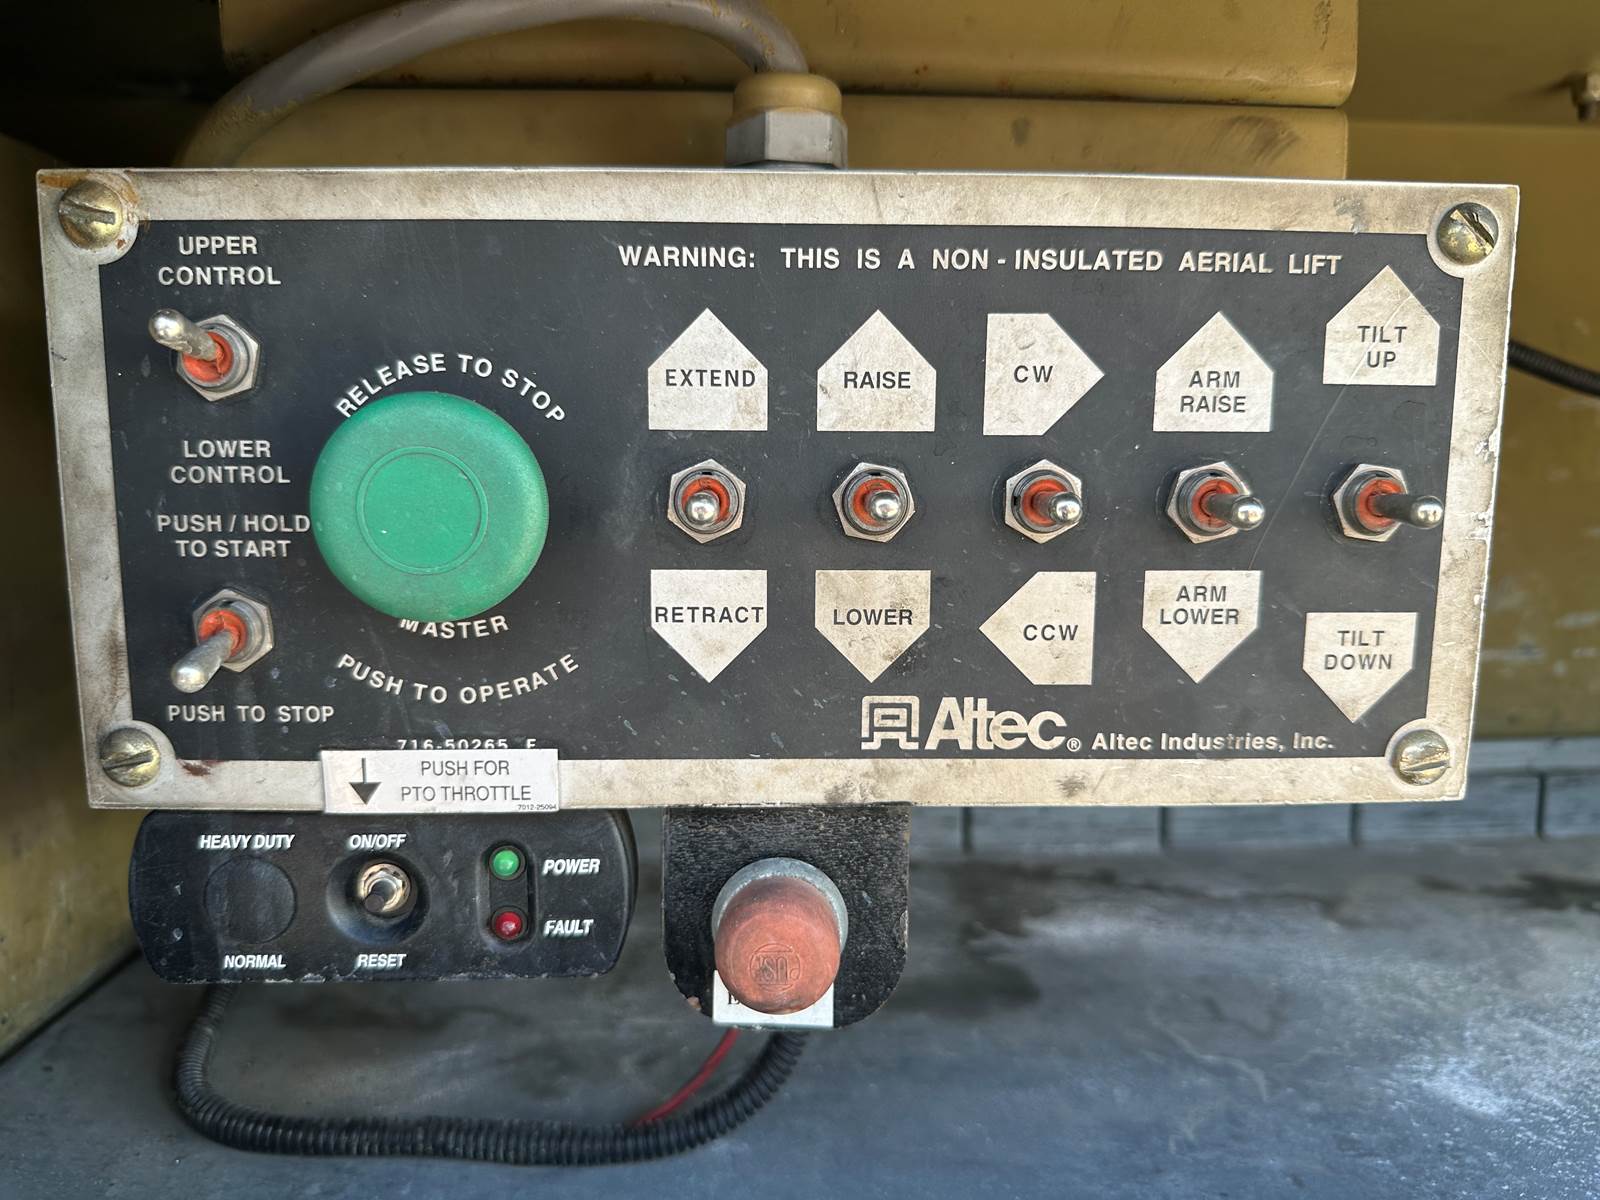 UPPER
CONTROL
WARNING: THIS IS A NON - INSULATED AERIAL LIFT
LOWER
CONTROL
PUSH / HOLD
TO START
PUSH TO STOP
RELEASE TO STOP
MASTER
PUSH TO OPERATE
EXTEND
RAISE
CW
ARM
RAISE
TILT
UP
RETRACT
LOWER
CCW
ARM
LOWER
TILT
DOWN
Altec® Altec Industries, Inc.
716-50265
PUSH FOR
PTO THROTTLE
7012-25094
HEAVY DUTY
NORMAL
ON/OFF
RESET
POWER
FAULT